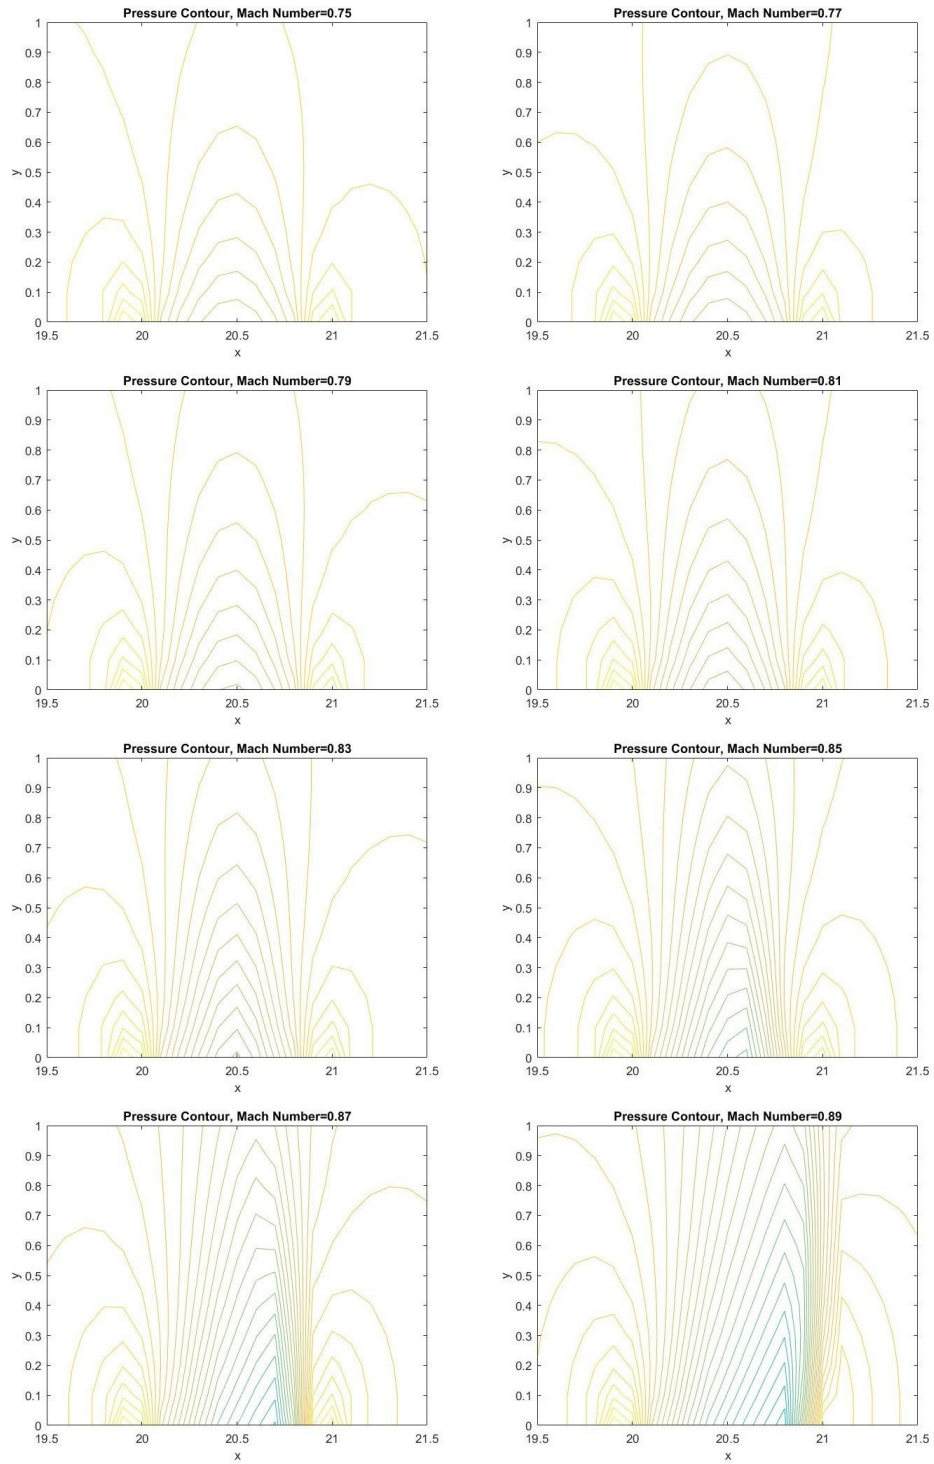 Pressure Contour, Mach Number=0.75
1
0.9
0.8
0.7
0.6
0.5
0.4
0.3
0.2
0.1
0
y
19.5 20 20.5 21 21.5
x
Pressure Contour, Mach Number=0.77
1
0.9
0.8
0.7
0.6
0.5
0.4
0.3
0.2
0.1
0
y
19.5 20 20.5 21 21.5
x
Pressure Contour, Mach Number=0.79
1
0.9
0.8
0.7
0.6
0.5
0.4
0.3
0.2
0.1
0
y
19.5 20 20.5 21 21.5
x
Pressure Contour, Mach Number=0.81
1
0.9
0.8
0.7
0.6
0.5
0.4
0.3
0.2
0.1
0
y
19.5 20 20.5 21 21.5
x
Pressure Contour, Mach Number=0.83
1
0.9
0.8
0.7
0.6
0.5
0.4
0.3
0.2
0.1
0
y
19.5 20 20.5 21 21.5
x
Pressure Contour, Mach Number=0.85
1
0.9
0.8
0.7
0.6
0.5
0.4
0.3
0.2
0.1
0
y
19.5 20 20.5 21 21.5
x
Pressure Contour, Mach Number=0.87
1
0.9
0.8
0.7
0.6
0.5
0.4
0.3
0.2
0.1
0
y
19.5 20 20.5 21 21.5
x
Pressure Contour, Mach Number=0.89
1
0.9
0.8
0.7
0.6
0.5
0.4
0.3
0.2
0.1
0
y
19.5 20 20.5 21 21.5
x